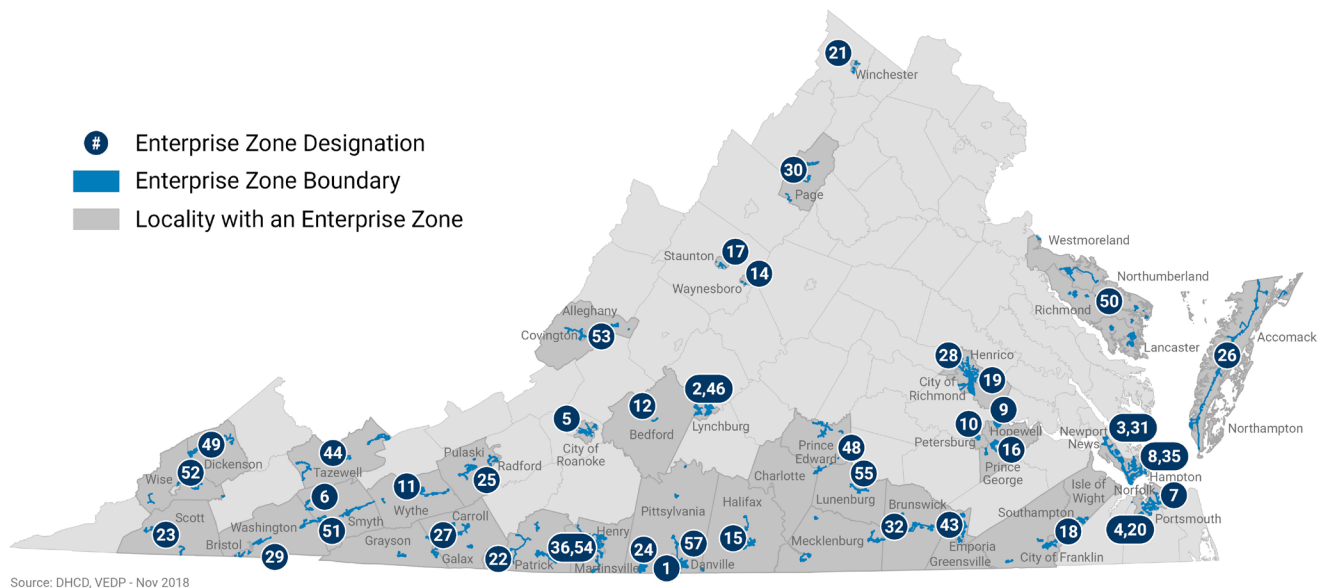 21
Winchester
# Enterprise Zone Designation
Enterprise Zone Boundary
Locality with an Enterprise Zone
30
Page
Westmoreland
17
Staunton
14
Waynesboro
Northumberland
50
Richmond
Alleghany
Covington
53
Lancaster
Accomack
26
28
Henrico
City of
Richmond
19
2,46
Lynchburg
12
Bedford
5
City of
Roanoke
9
Hopewell
10
Petersburg
16
Prince
George
Northampton
3,31
Newport
News
8,35
Hampton
Norfolk
7
Portsmouth
4,20
49
Dickenson
52
Wise
44
Tazewell
Pulaski
Radford
25
Prince
Edward
48
Charlotte
55
Lunenburg
Brunswick
Isle of
Wight
Southampton
18
City of Franklin
6
11
Wythe
Smyth
51
Washington
Scott
23
Bristol
29
Carroll
Grayson
27
Galax
22
Patrick
36,54
Henry
Martinsville
Pittsylvania
24
1
57
Danville
Halifax
15
Mecklenburg
32
43
Emporia
Greensville
Source: DHCD, VEDP - Nov 2018